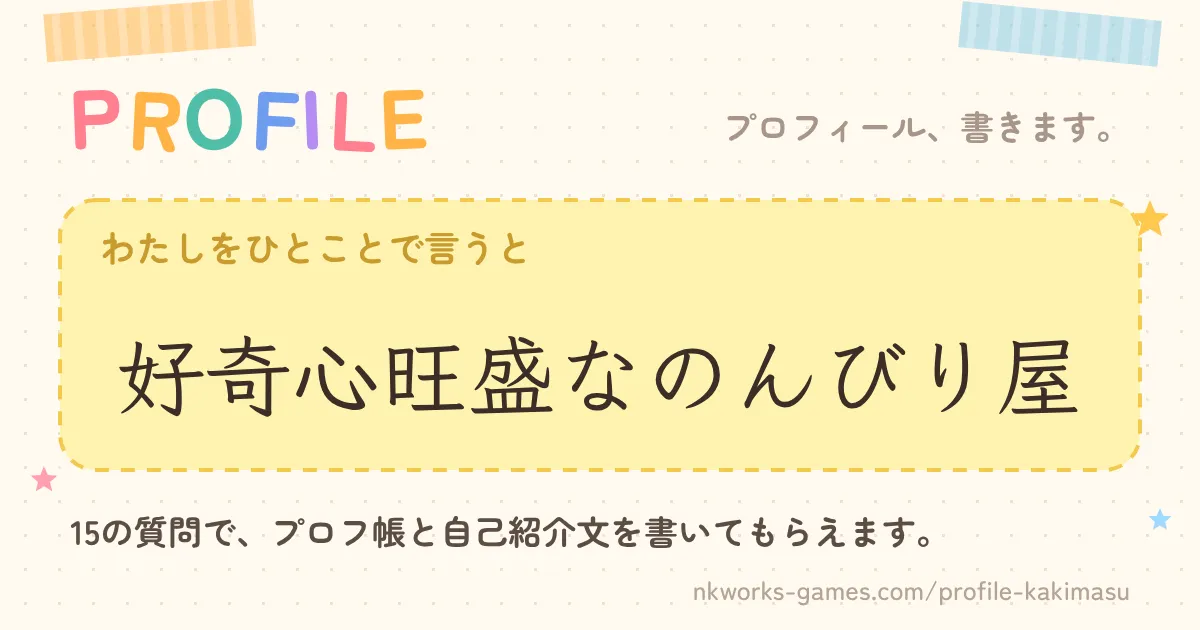 PROFILE
プロフィール、書きます。
わたしをひとことで言うと
好奇心旺盛なのんびり屋
15の質問で、プロフ帳と自己紹介文を書いてもらえます。
nkworks-games.com/profile-kakimasu